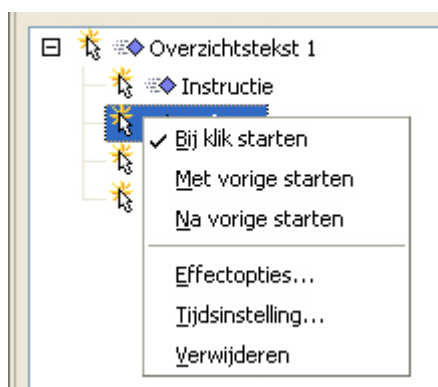 Overzichtstekst 1
Instructie
Bij klik starten
Met vorige starten
Na vorige starten
Effectopties...
Tijdsinstelling...
Verwijderen